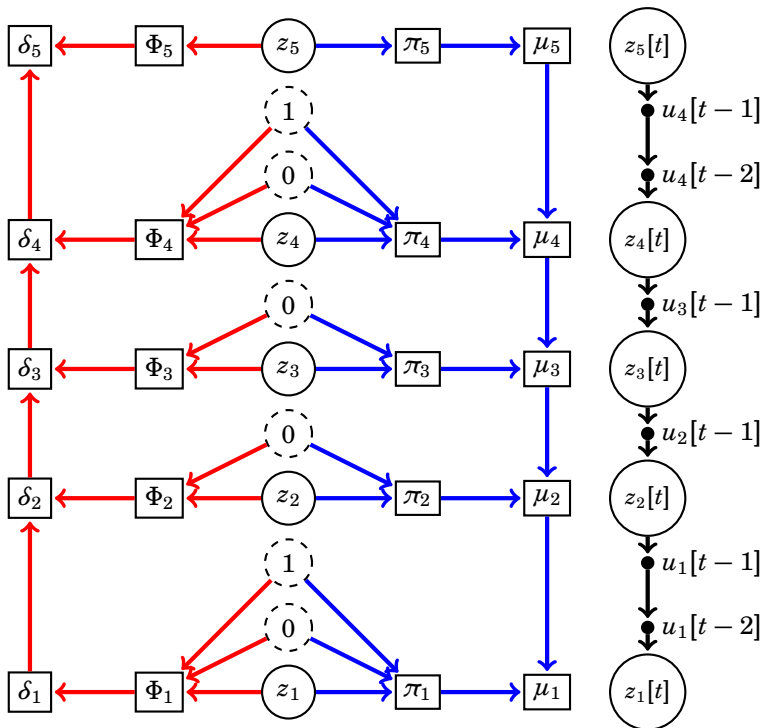 δ₅ Φ₅ z₅ π₅ μ₅ z₅[t]
1 u₄[t − 1]
0 u₄[t − 2]
δ₄ Φ₄ z₄ π₄ μ₄ z₄[t]
0 u₃[t − 1]
δ₃ Φ₃ z₃ π₃ μ₃ z₃[t]
0 u₂[t − 1]
δ₂ Φ₂ z₂ π₂ μ₂ z₂[t]
1 u₁[t − 1]
0 u₁[t − 2]
δ₁ Φ₁ z₁ π₁ μ₁ z₁[t]